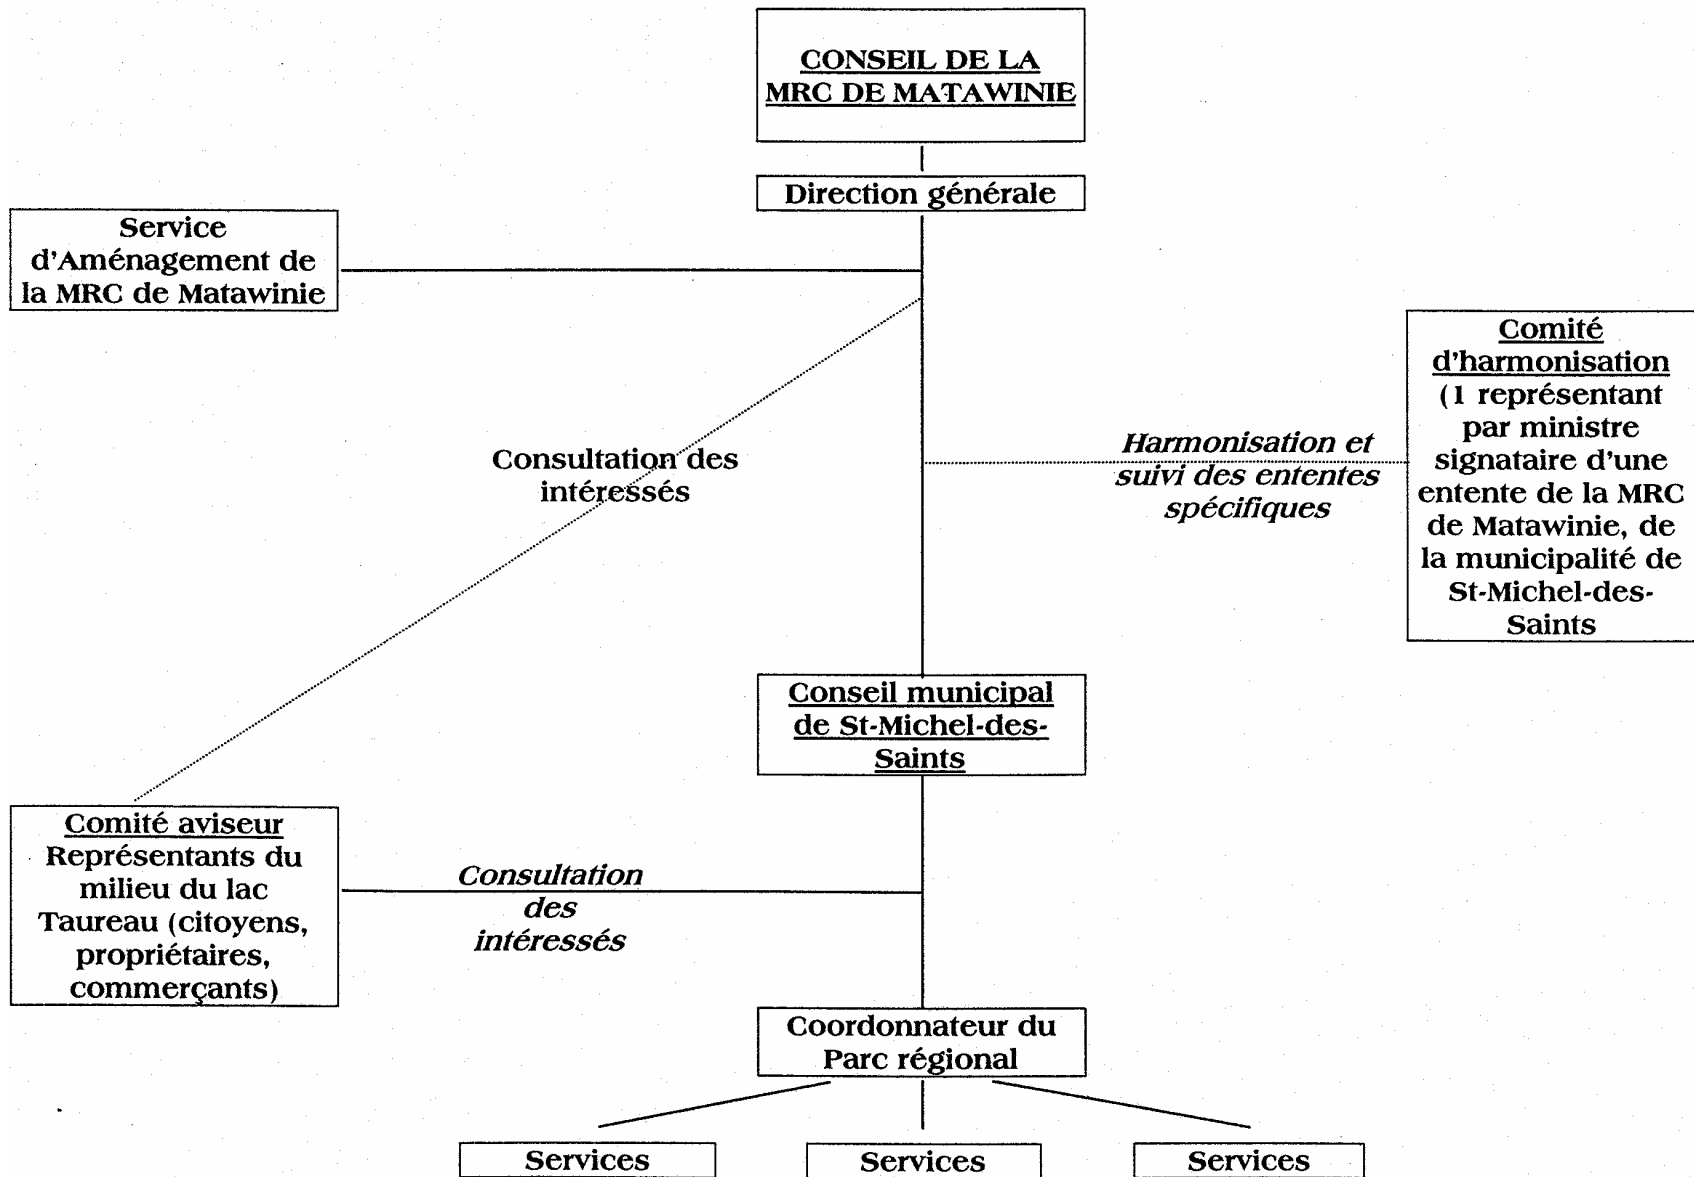 CONSEIL DE LA
MRC DE MATAWINIE
Direction générale
Service
d'Aménagement de
la MRC de Matawinie
Comité
d'harmonisation
(1 représentant
par ministre
signataire d'une
entente de la MRC
de Matawinie, de
la municipalité de
St-Michel-des-
Saints
Consultation des
intéressés
Harmonisation et
suivi des ententes
spécifiques
Conseil municipal
de St-Michel-des-
Saints
Comité aviseur
Représentants du
milieu du lac
Taureau (citoyens,
propriétaires,
commerçants)
Consultation
des
intéressés
Coordonnateur du
Parc régional
Services
Services
Services